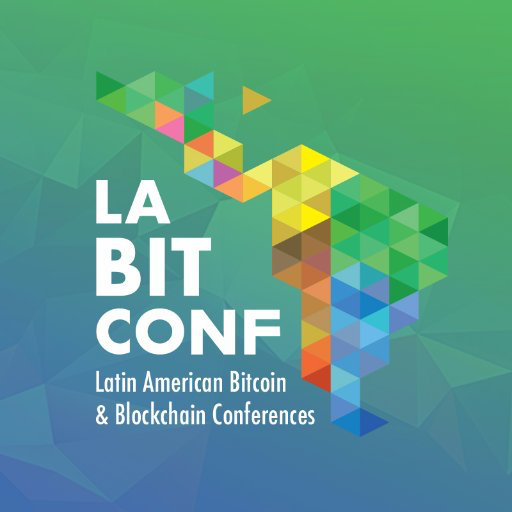 LA
BIT
CONF
Latin American Bitcoin
& Blockchain Conferences